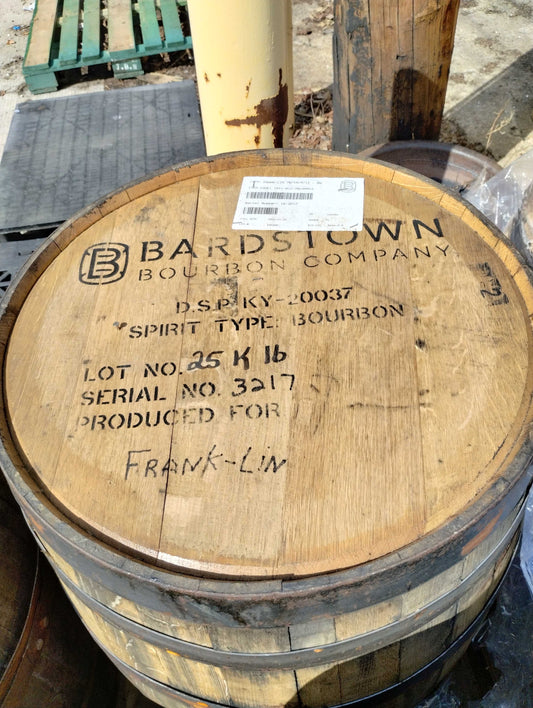 B BARDSTOWN
BOURBON COMPANY
D.S.P. KY-20037
SPIRIT TYPE: BOURBON
LOT NO. 25 K 16
SERIAL NO. 3217
PRODUCED FOR
FRANK-LIN